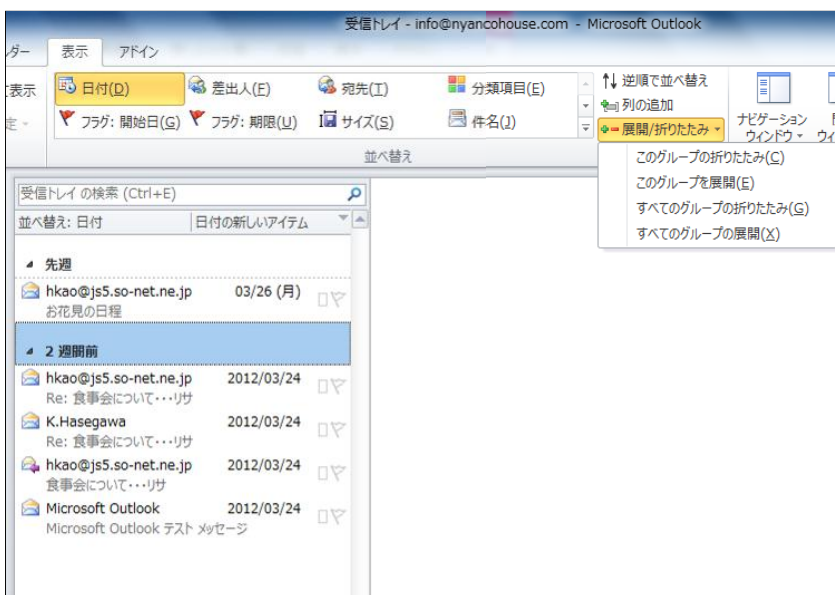 受信トレイ - info@nyancohouse.com - Microsoft Outlook
ルダー 表示 アドイン
表示 日付(D) 差出人(F) 宛先(T) 分類項目(E) 逆順で並べ替え
列の追加
定 フラグ: 開始日(G) フラグ: 期限(U) サイズ(S) 件名(J) 展開/折りたたみ ナビゲーション
ウィンドウ
並べ替え
このグループの折りたたみ(C)
このグループを展開(E)
すべてのグループの折りたたみ(G)
すべてのグループの展開(X)
受信トレイ の検索 (Ctrl+E)
並べ替え: 日付 日付の新しいアイテム
先週
hkao@js5.so-net.ne.jp 03/26 (月)
お花見の日程
2 週間前
hkao@js5.so-net.ne.jp 2012/03/24
Re: 食事会について・・・リサ
K.Hasegawa 2012/03/24
Re: 食事会について・・・リサ
hkao@js5.so-net.ne.jp 2012/03/24
食事会について・・・リサ
Microsoft Outlook 2012/03/24
Microsoft Outlook テスト メッセージ